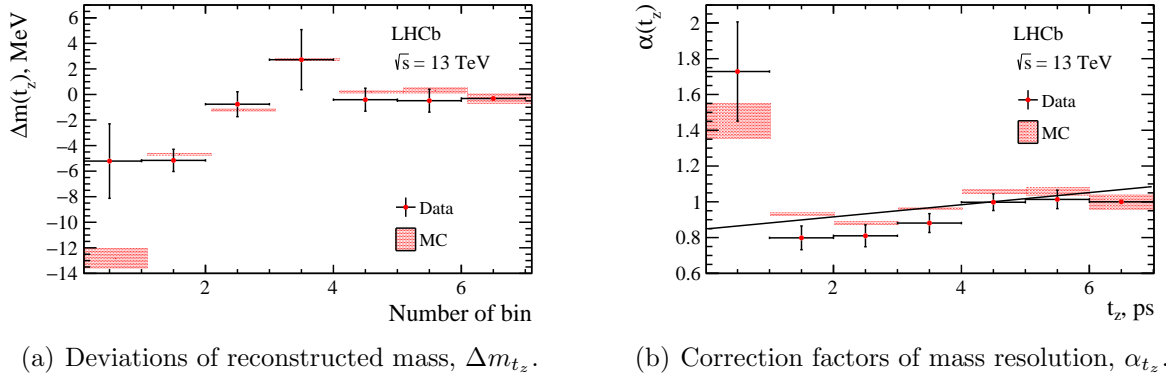 Δm(t_z), MeV
6
4
2
0
−2
−4
−6
−8
−10
−12
−14
LHCb
√s = 13 TeV
Data
MC
2
4
6
Number of bin
(a) Deviations of reconstructed mass, Δm_{t_z}.
α(t_z)
2
1.8
1.6
1.4
1.2
1
0.8
0.6
LHCb
√s = 13 TeV
Data
MC
0
2
4
6
t_z, ps
(b) Correction factors of mass resolution, α_{t_z}.